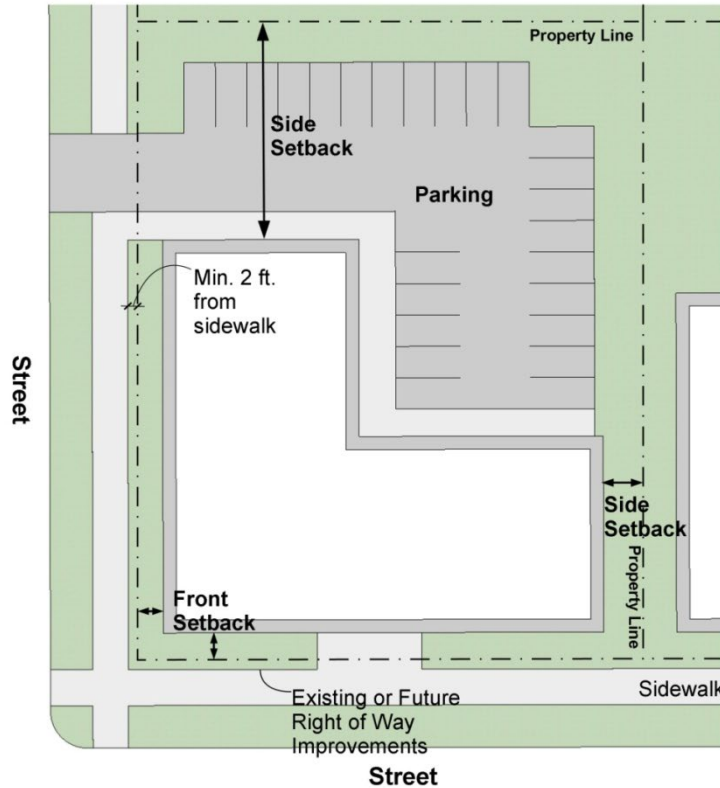 Property Line
Side
Setback
Parking
Min. 2 ft.
from
sidewalk
Street
Side
Setback
Property Line
Front
Setback
Sidewalk
Existing or Future
Right of Way
Improvements
Street